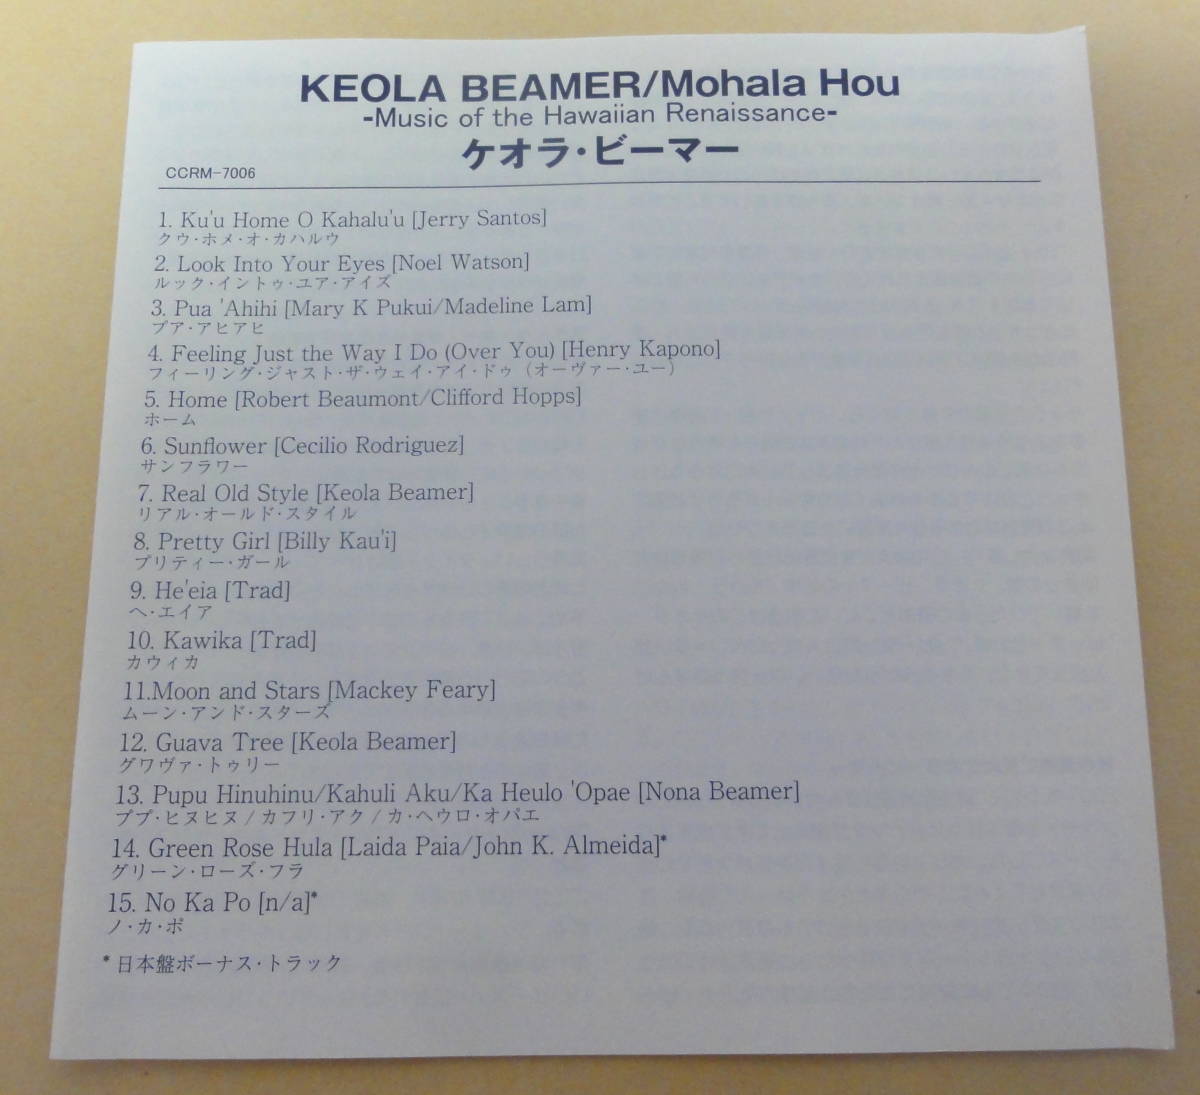 KEOLA BEAMER/Mohala Hou
-Music of the Hawaiian Renaissance-
ケオラ・ビーマー
CCRM-7006
1. Ku'u Home O Kahalu'u [Jerry Santos]
クウ・ホメ・オ・カハルウ
2. Look Into Your Eyes [Noel Watson]
ルック・イントゥ・ユア・アイズ
3. Pua 'Ahihi [Mary K Pukui/Madeline Lam]
プア・アヒアヒ
4. Feeling Just the Way I Do (Over You) [Henry Kapono]
フィーリング・ジャスト・ザ・ウェイ・アイ・ドゥ（オーヴァー・ユー）
5. Home [Robert Beaumont/Clifford Hopps]
ホーム
6. Sunflower [Cecilio Rodriguez]
サンフラワー
7. Real Old Style [Keola Beamer]
リアル・オールド・スタイル
8. Pretty Girl [Billy Kau'i]
プリティー・ガール
9. He'eia [Trad]
ヘ・エイア
10. Kawika [Trad]
カウィカ
11.Moon and Stars [Mackey Feary]
ムーン・アンド・スターズ
12. Guava Tree [Keola Beamer]
グワヴァ・トゥリー
13. Pupu Hinuhinu/Kahuli Aku/Ka Heulo 'Opae [Nona Beamer]
ププ・ヒヌヒヌ / カフリ・アク / カ・ヘウロ・オパエ
14. Green Rose Hula [Laida Paia/John K. Almeida]*
グリーン・ローズ・フラ
15. No Ka Po [n/a]*
ノ・カ・ポ
* 日本盤ボーナス・トラック